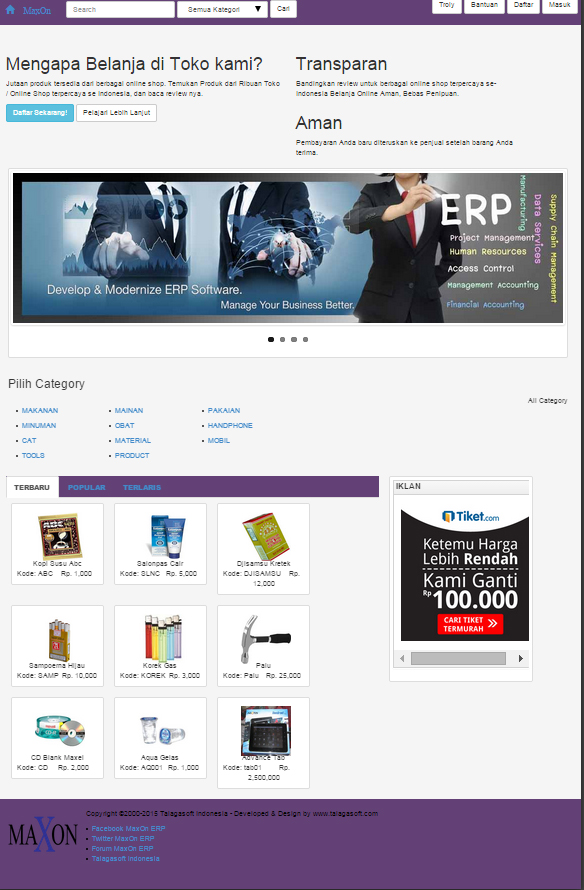 MaxOn
Search
Semua Kategori
Cari
Troly
Bantuan
Daftar
Masuk
Mengapa Belanja di Toko kami?
Jutaan produk tersedia dari berbagai online shop. Temukan Produk dari Ribuan Toko
/ Online Shop terpercaya se Indonesia, dan baca review nya.
Daftar Sekarang!
Pelajari Lebih Lanjut
Transparan
Bandingkan review untuk berbagai online shop terpercaya se-
Indonesia Belanja Online Aman, Bebas Penipuan.
Aman
Pembayaran Anda baru diteruskan ke penjual setelah barang Anda
terima.
Develop & Modernize ERP Software.
Manage Your Business Better.
ERP
Project Management
Human Resources
Access Control
Management Accounting
Financial Accounting
Manufacturing
Data Services
Supply Chain Management
Pilih Category
All Category
MAKANAN
MINUMAN
CAT
TOOLS
MAINAN
OBAT
MATERIAL
PRODUCT
PAKAIAN
HANDPHONE
MOBIL
TERBARU
POPULAR
TERLARIS
Kopi Susu Abc
Kode: ABC Rp. 1,000
Salonpas Cair
Kode: SLNC Rp. 5,000
Djisamsu Kretek
Kode: DJISAMSU Rp.
12,000
Sampoerna Hijau
Kode: SAMP Rp. 10,000
Korek Gas
Kode: KOREK Rp. 3,000
Palu
Kode: Palu Rp. 25,000
CD Blank Maxel
Kode: CD Rp. 2,000
Aqua Gelas
Kode: AQ001 Rp. 1,000
Advance Tab
Kode: tab01 Rp.
2,500,000
IKLAN
Tiket.com
Ketemu Harga
Lebih Rendah
Kami Ganti
Rp100.000
CARI TIKET
TERMURAH
MAXON
Copyright ©2000-2015 Talagasoft Indonesia - Developed & Design by www.talagasoft.com
Facebook MaxOn ERP
Twitter MaxOn ERP
Forum MaxOn ERP
Talagasoft Indonesia